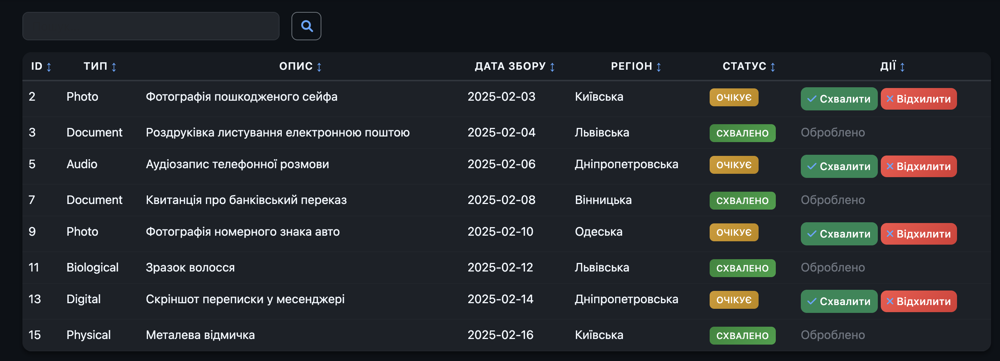 ID ↕ ТИП ↕ ОПИС ↕ ДАТА ЗБОРУ ↕ РЕГІОН ↕ СТАТУС ↕ ДІЇ ↕
2 Photo Фотографія пошкодженого сейфа 2025-02-03 Київська ОЧІКУЄ ✓ Схвалити ✕ Відхилити
3 Document Роздруківка листування електронною поштою 2025-02-04 Львівська СХВАЛЕНО Оброблено
5 Audio Аудіозапис телефонної розмови 2025-02-06 Дніпропетровська ОЧІКУЄ ✓ Схвалити ✕ Відхилити
7 Document Квитанція про банківський переказ 2025-02-08 Вінницька СХВАЛЕНО Оброблено
9 Photo Фотографія номерного знака авто 2025-02-10 Одеська ОЧІКУЄ ✓ Схвалити ✕ Відхилити
11 Biological Зразок волосся 2025-02-12 Львівська СХВАЛЕНО Оброблено
13 Digital Скріншот переписки у месенджері 2025-02-14 Дніпропетровська ОЧІКУЄ ✓ Схвалити ✕ Відхилити
15 Physical Металева відмичка 2025-02-16 Київська СХВАЛЕНО Оброблено